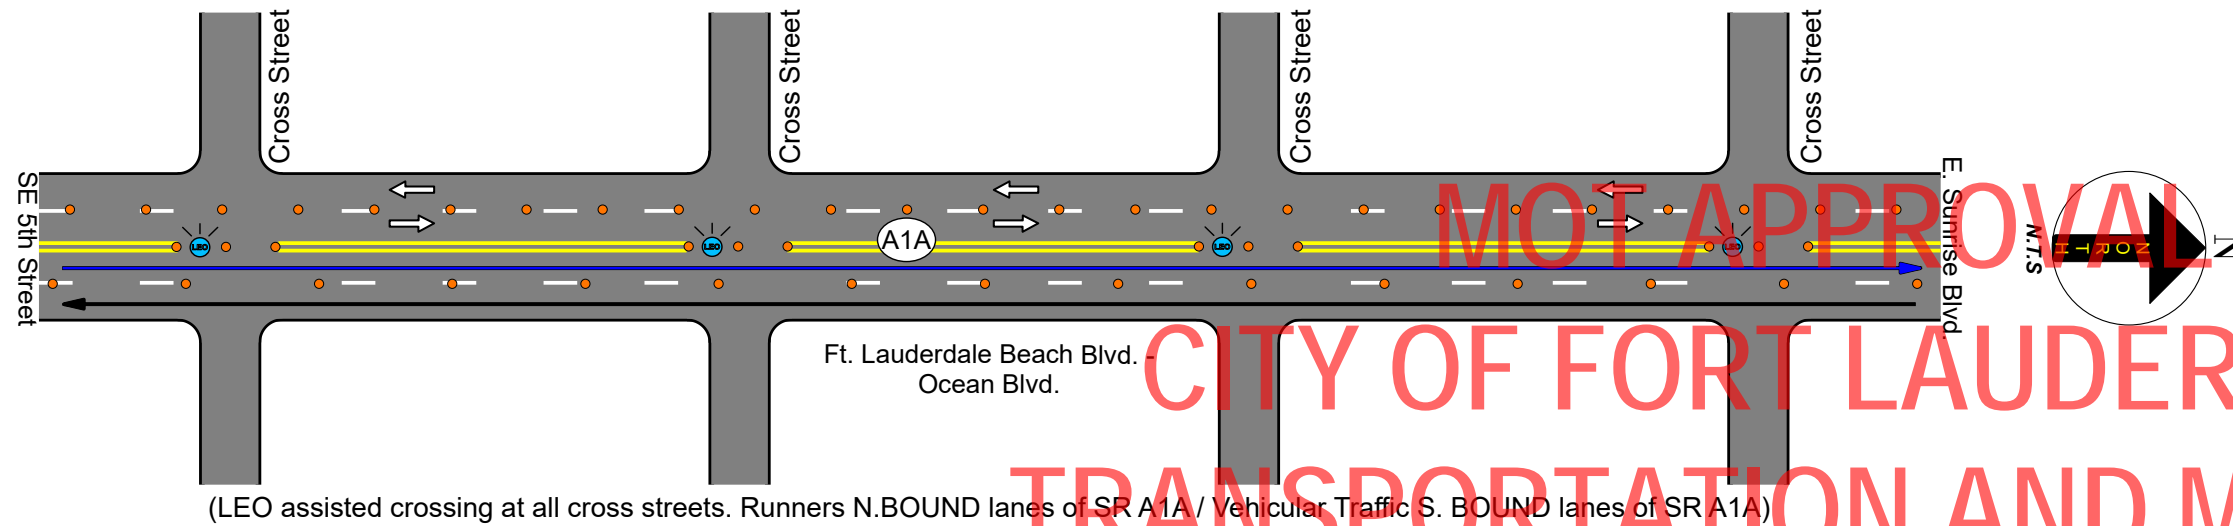 Cross Street
Cross Street
Cross Street
Cross Street
SE 5th Street
E. Sunrise Blvd.
LEO
LEO
LEO
LEO
A1A
MOT APPROVAL
N.T.S
NORTH
N
Ft. Lauderdale Beach Blvd. -
Ocean Blvd.
CITY OF FORT LAUDER
TRANSPORTATION AND M
(LEO assisted crossing at all cross streets. Runners N.BOUND lanes of SR A1A / Vehicular Traffic S. BOUND lanes of SR A1A)